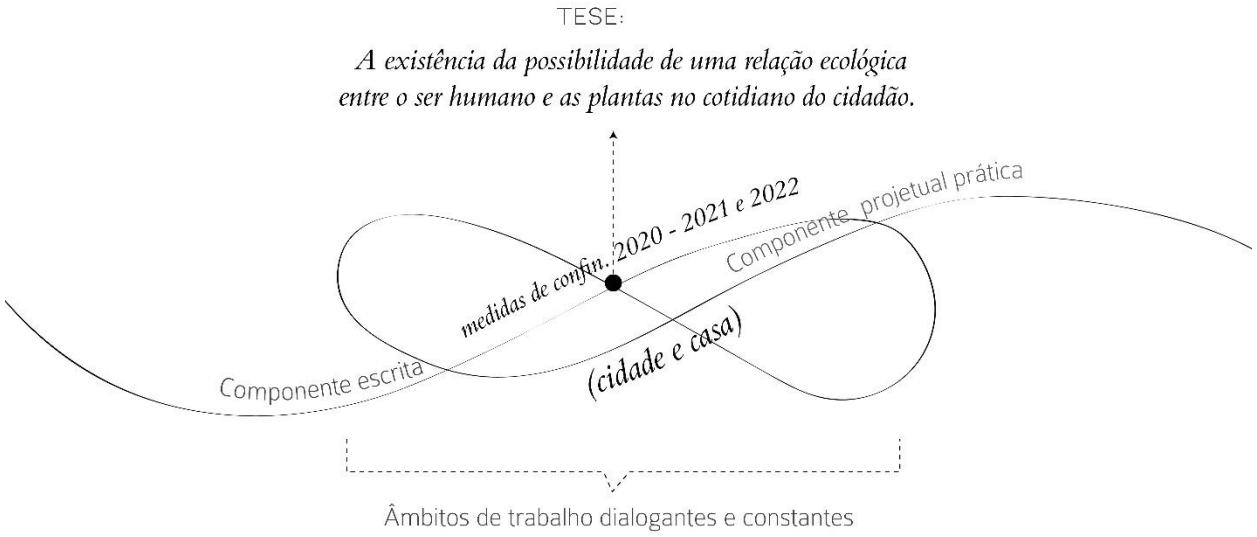 TESE:
A existência da possibilidade de uma relação ecológica
entre o ser humano e as plantas no cotidiano do cidadão.
medidas de confin. 2020 - 2021 e 2022
Componente projetual prática
(cidade e casa)
Componente escrita
Âmbitos de trabalho dialogantes e constantes